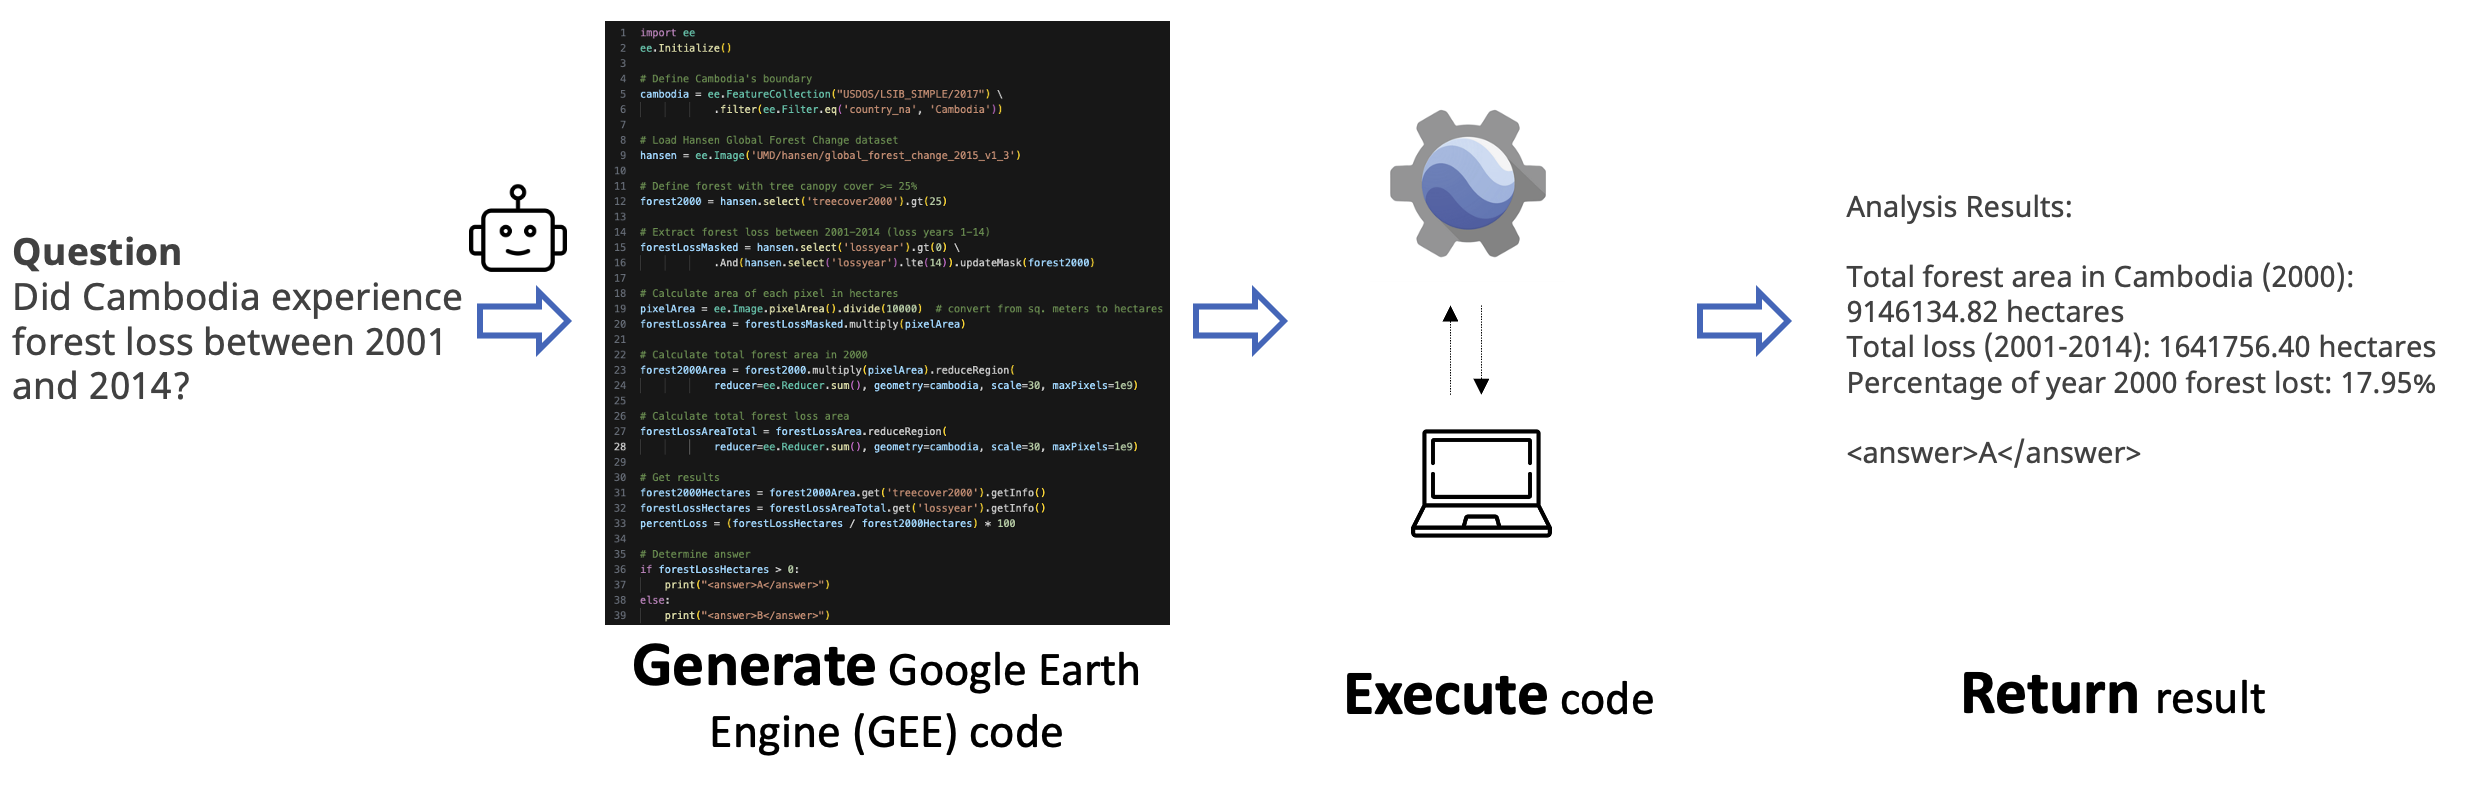 Question
Did Cambodia experience
forest loss between 2001
and 2014?
1 import ee
2 ee.Initialize()
3
4 # Define Cambodia's boundary
5 cambodia = ee.FeatureCollection("USDOS/LSIB_SIMPLE/2017") \
6 .filter(ee.Filter.eq('country_na', 'Cambodia'))
7
8 # Load Hansen Global Forest Change dataset
9 hansen = ee.Image('UMD/hansen/global_forest_change_2015_v1_3')
10
11 # Define forest with tree canopy cover >= 25%
12 forest2000 = hansen.select('treecover2000').gt(25)
13
14 # Extract forest loss between 2001-2014 (loss years 1-14)
15 forestLossMasked = hansen.select('lossyear').gt(0) \
16 .And(hansen.select('lossyear').lte(14)).updateMask(forest2000)
17
18 # Calculate area of each pixel in hectares
19 pixelArea = ee.Image.pixelArea().divide(10000) # convert from sq. meters to hectares
20 forestLossArea = forestLossMasked.multiply(pixelArea)
21
22 # Calculate total forest area in 2000
23 forest2000Area = forest2000.multiply(pixelArea).reduceRegion(
24 reducer=ee.Reducer.sum(), geometry=cambodia, scale=30, maxPixels=1e9)
25
26 # Calculate total forest loss area
27 forestLossAreaTotal = forestLossArea.reduceRegion(
28 reducer=ee.Reducer.sum(), geometry=cambodia, scale=30, maxPixels=1e9)
29
30 # Get results
31 forest2000Hectares = forest2000Area.get('treecover2000').getInfo()
32 forestLossHectares = forestLossAreaTotal.get('lossyear').getInfo()
33 percentLoss = (forestLossHectares / forest2000Hectares) * 100
34
35 # Determine answer
36 if forestLossHectares > 0:
37 print("<answer>A</answer>")
38 else:
39 print("<answer>B</answer>")
Generate Google Earth
Engine (GEE) code
Execute code
Analysis Results:
Total forest area in Cambodia (2000):
9146134.82 hectares
Total loss (2001-2014): 1641756.40 hectares
Percentage of year 2000 forest lost: 17.95%
<answer>A</answer>
Return result